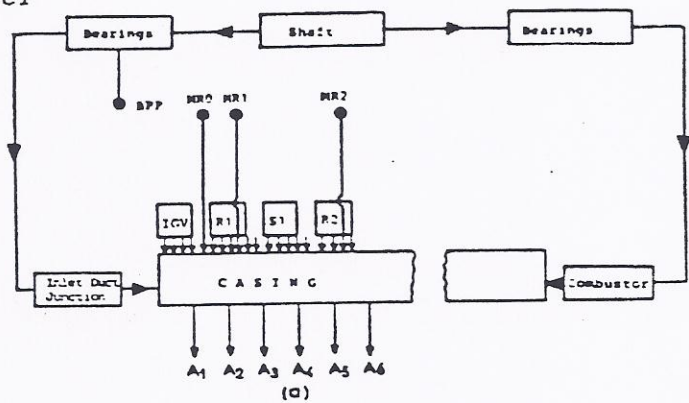 Bearings
Shaft
Bearings
BPP
MR0
MR1
MR2
IGV
R1
S1
R2
Inlet Duct
Junction
CASING
Combustor
A1
A2
A3
A4
A5
A6
(a)